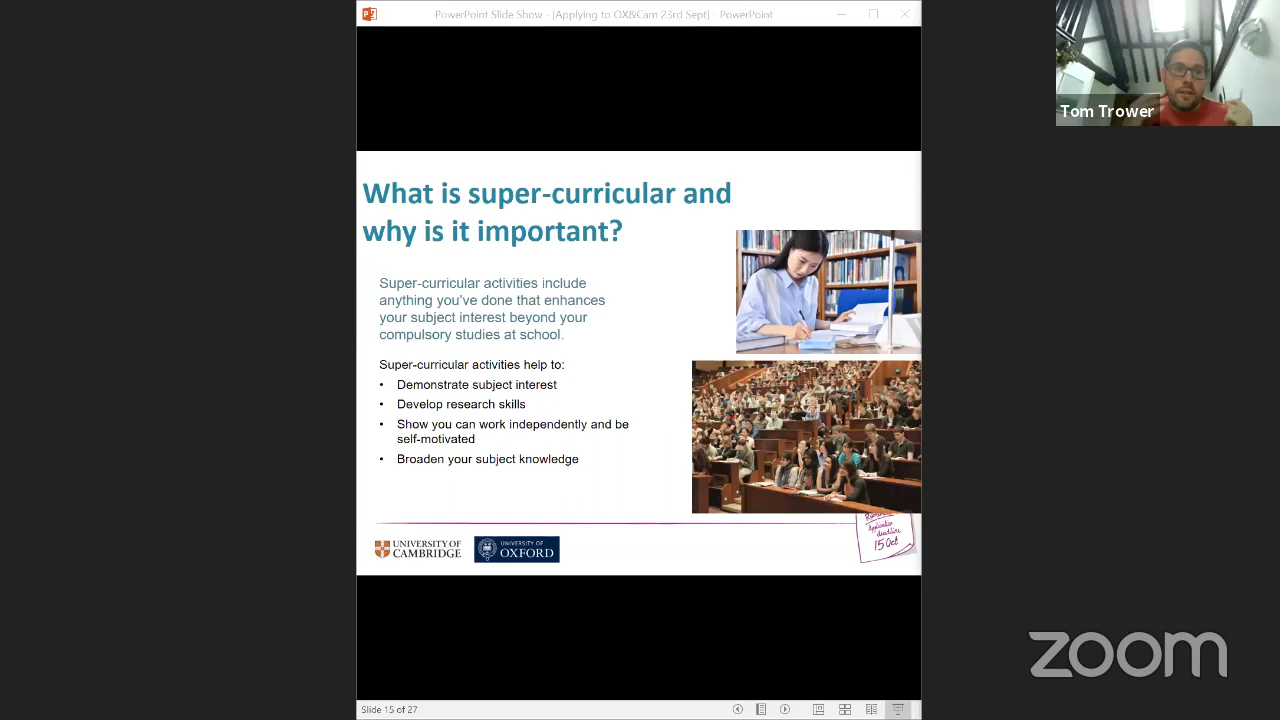 PowerPoint Slide Show - [Applying to OX&Cam 23rd Sept] - PowerPoint
Tom Trower
What is super-curricular and
why is it important?
Super-curricular activities include
anything you've done that enhances
your subject interest beyond your
compulsory studies at school.
Super-curricular activities help to:
• Demonstrate subject interest
• Develop research skills
• Show you can work independently and be
self-motivated
• Broaden your subject knowledge
Application
deadline
15 Oct
UNIVERSITY OF
CAMBRIDGE
UNIVERSITY OF
OXFORD
zoom
Slide 15 of 27